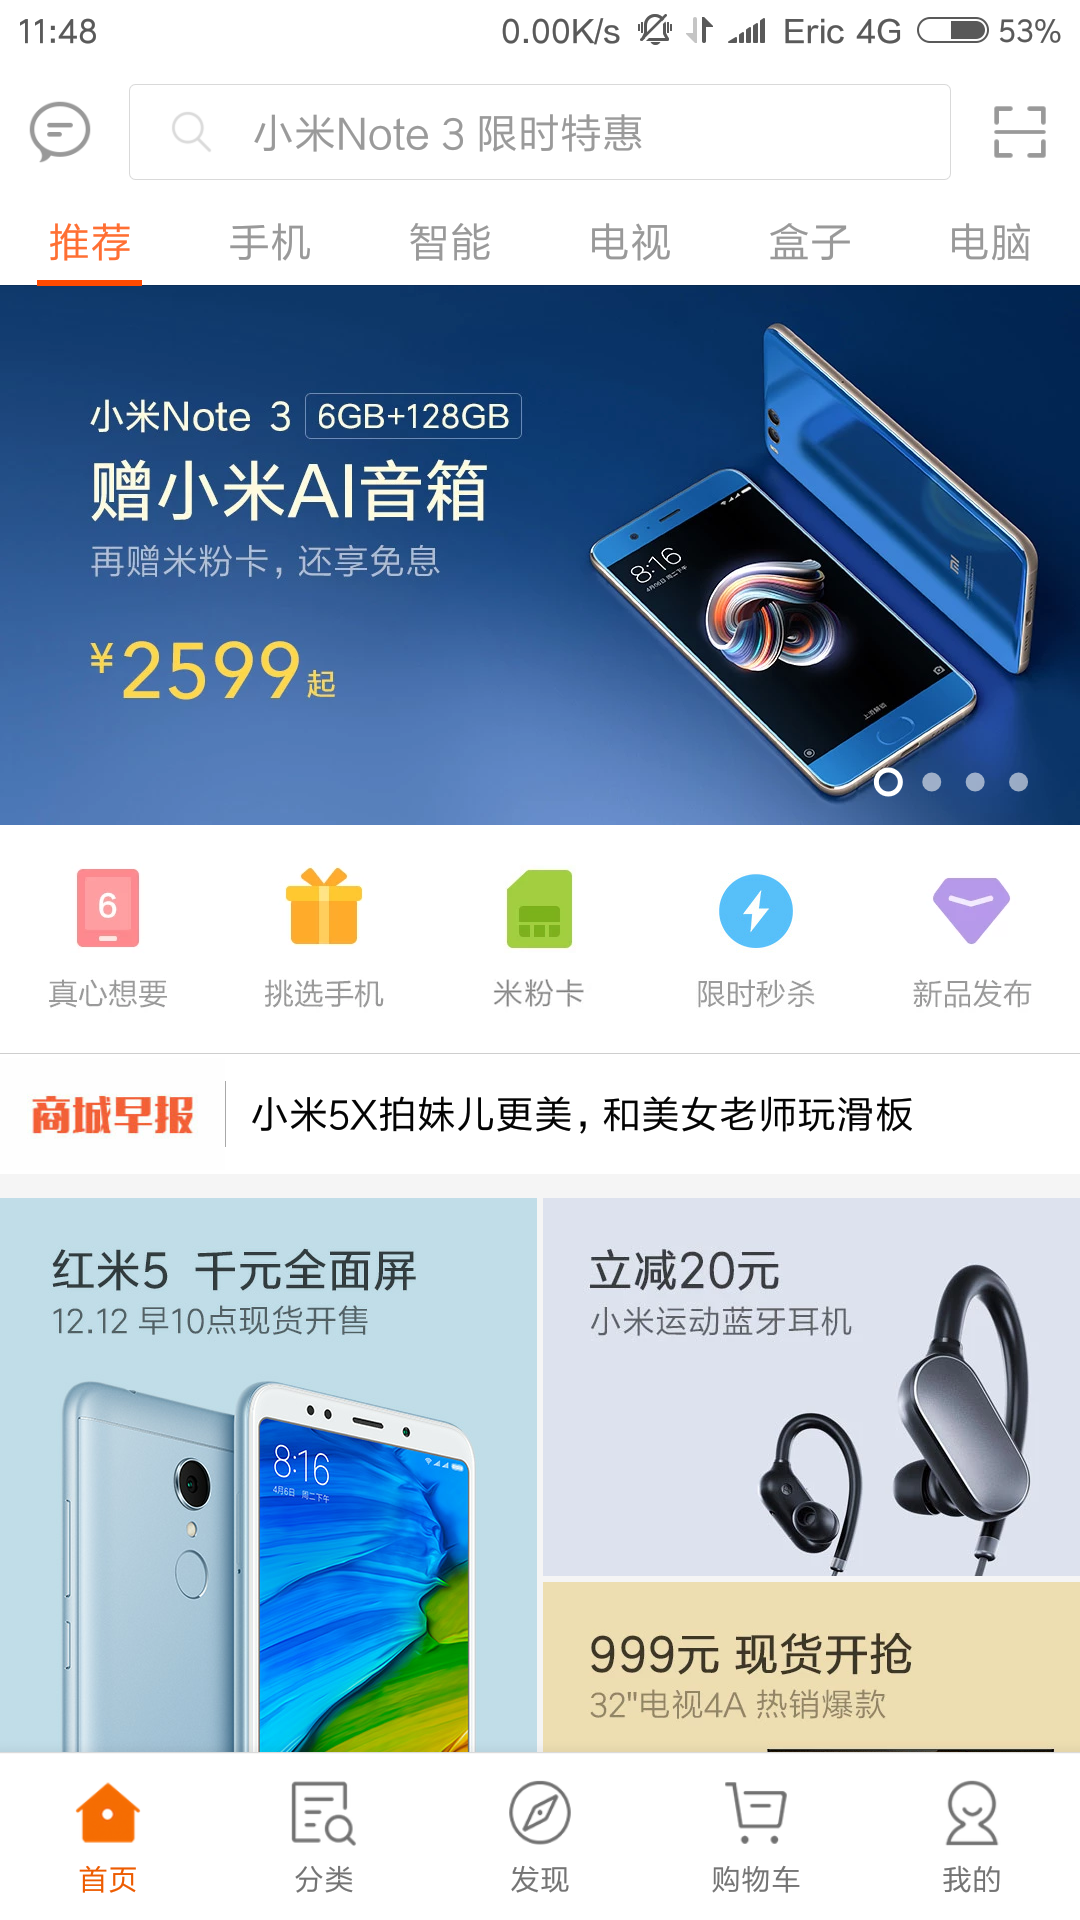 11:48 0.00K/s Eric 4G 53%
小米Note 3 限时特惠
推荐 手机 智能 电视 盒子 电脑
小米Note 3 6GB+128GB
赠小米AI音箱
再赠米粉卡, 还享免息
¥2599起
8:16
6
真心想要 挑选手机 米粉卡 限时秒杀 新品发布
商城早报 小米5X拍妹儿更美, 和美女老师玩滑板
红米5 千元全面屏
12.12 早10点现货开售
8:16
4月6日 周二下午
立减20元
小米运动蓝牙耳机
999元 现货开抢
32"电视4A 热销爆款
首页 分类 发现 购物车 我的